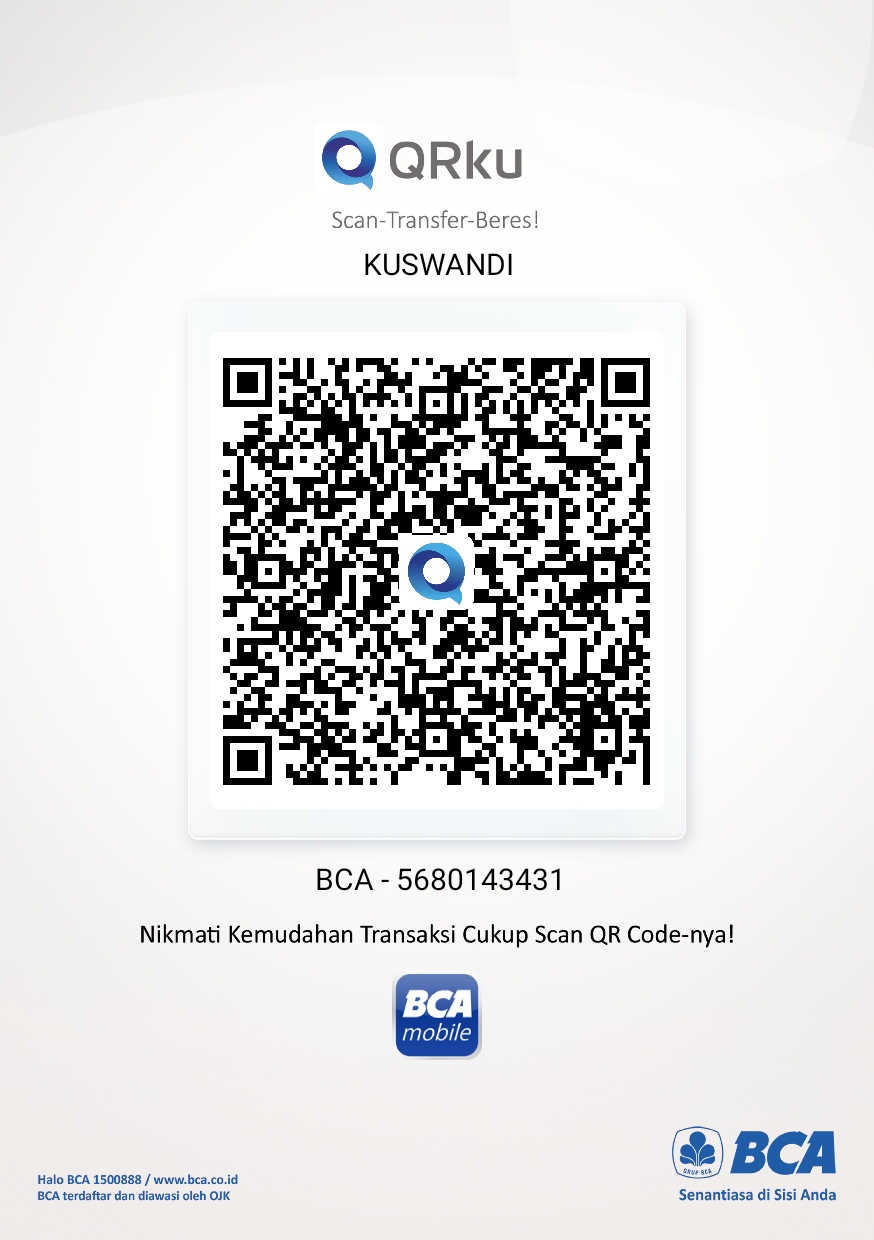 QRku
Scan-Transfer-Beres!
KUSWANDI
BCA - 5680143431
Nikmati Kemudahan Transaksi Cukup Scan QR Code-nya!
BCA
mobile
GRUP BCA
BCA
Senantiasa di Sisi Anda
Halo BCA 1500888 / www.bca.co.id
BCA terdaftar dan diawasi oleh OJK